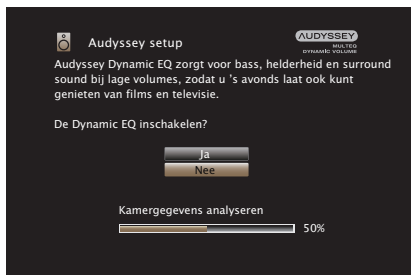 Audyssey setup
AUDYSSEY
MULTEQ
DYNAMIC VOLUME
Audyssey Dynamic EQ zorgt voor bass, helderheid en surround
sound bij lage volumes, zodat u 's avonds laat ook kunt
genieten van films en televisie.
De Dynamic EQ inschakelen?
Ja
Nee
Kamergegevens analyseren
50%